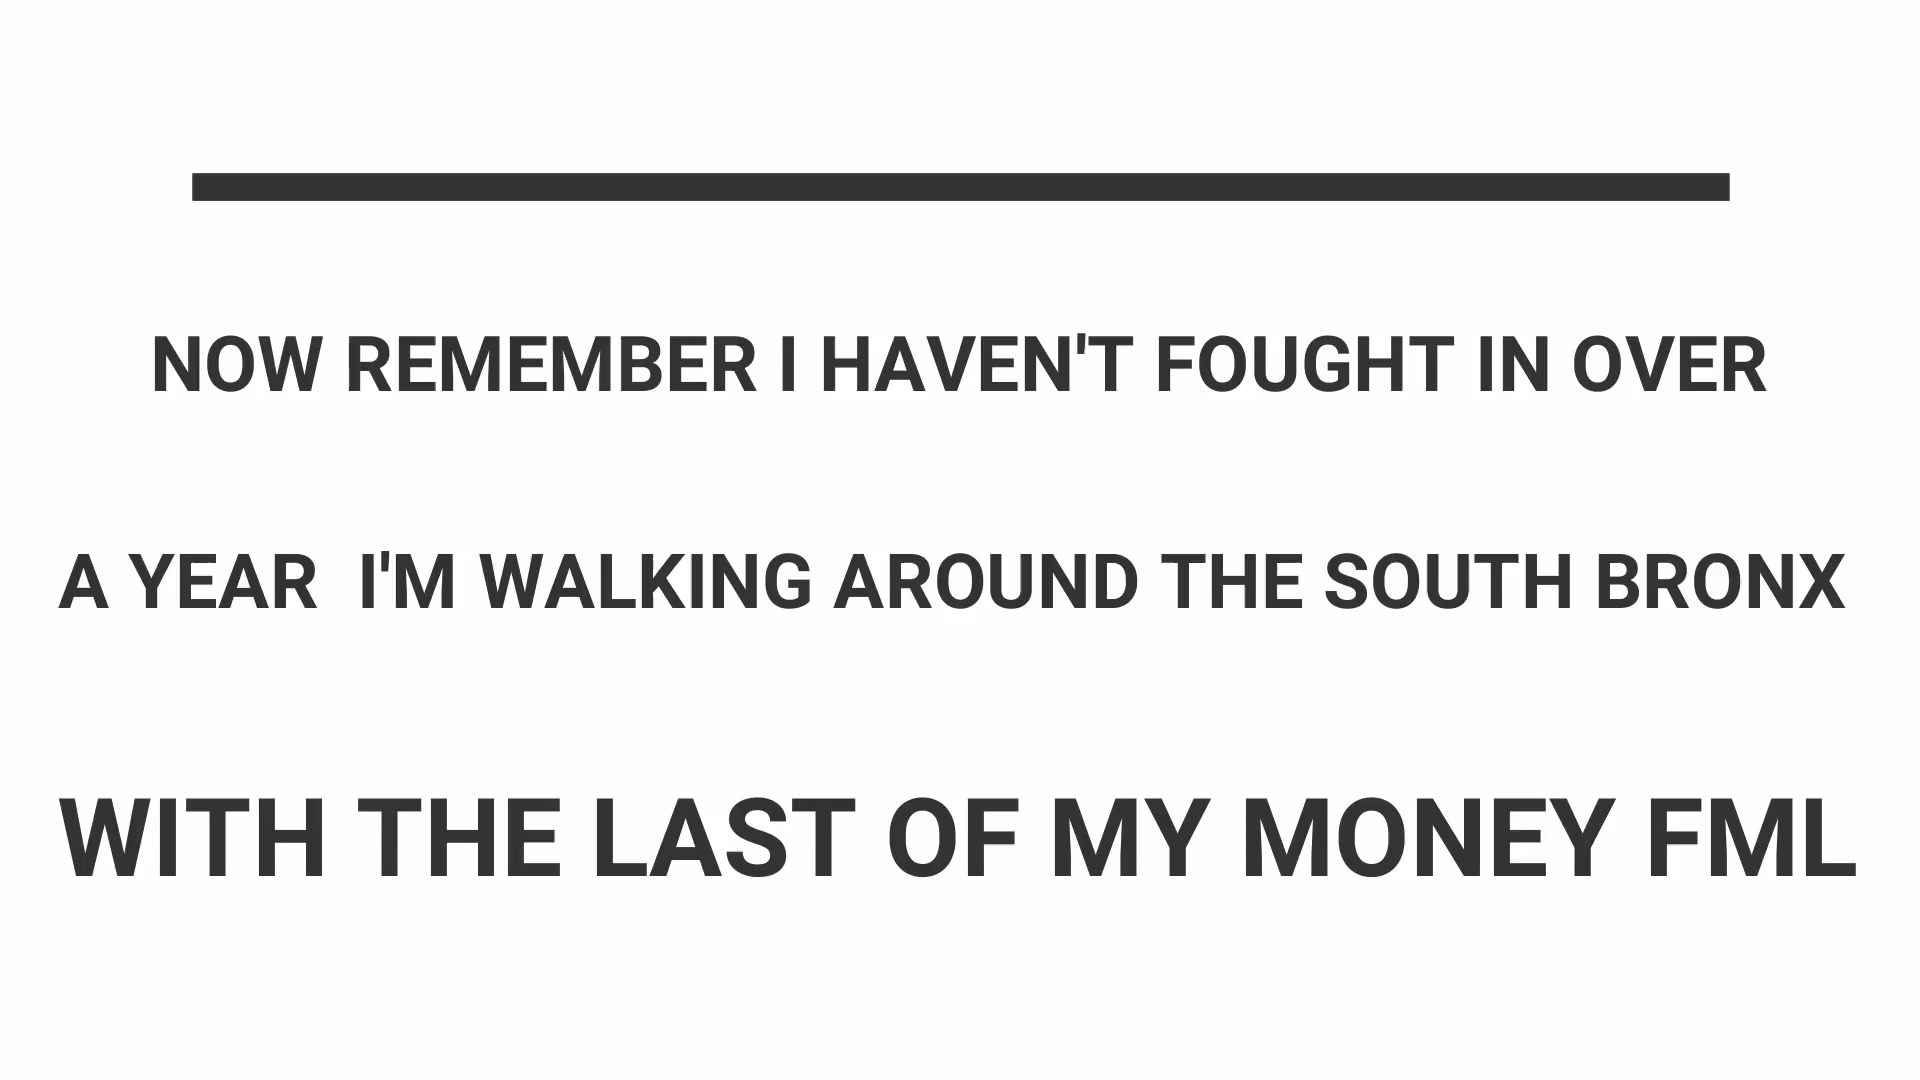 NOW REMEMBER I HAVEN'T FOUGHT IN OVER
A YEAR  I'M WALKING AROUND THE SOUTH BRONX
WITH THE LAST OF MY MONEY FML